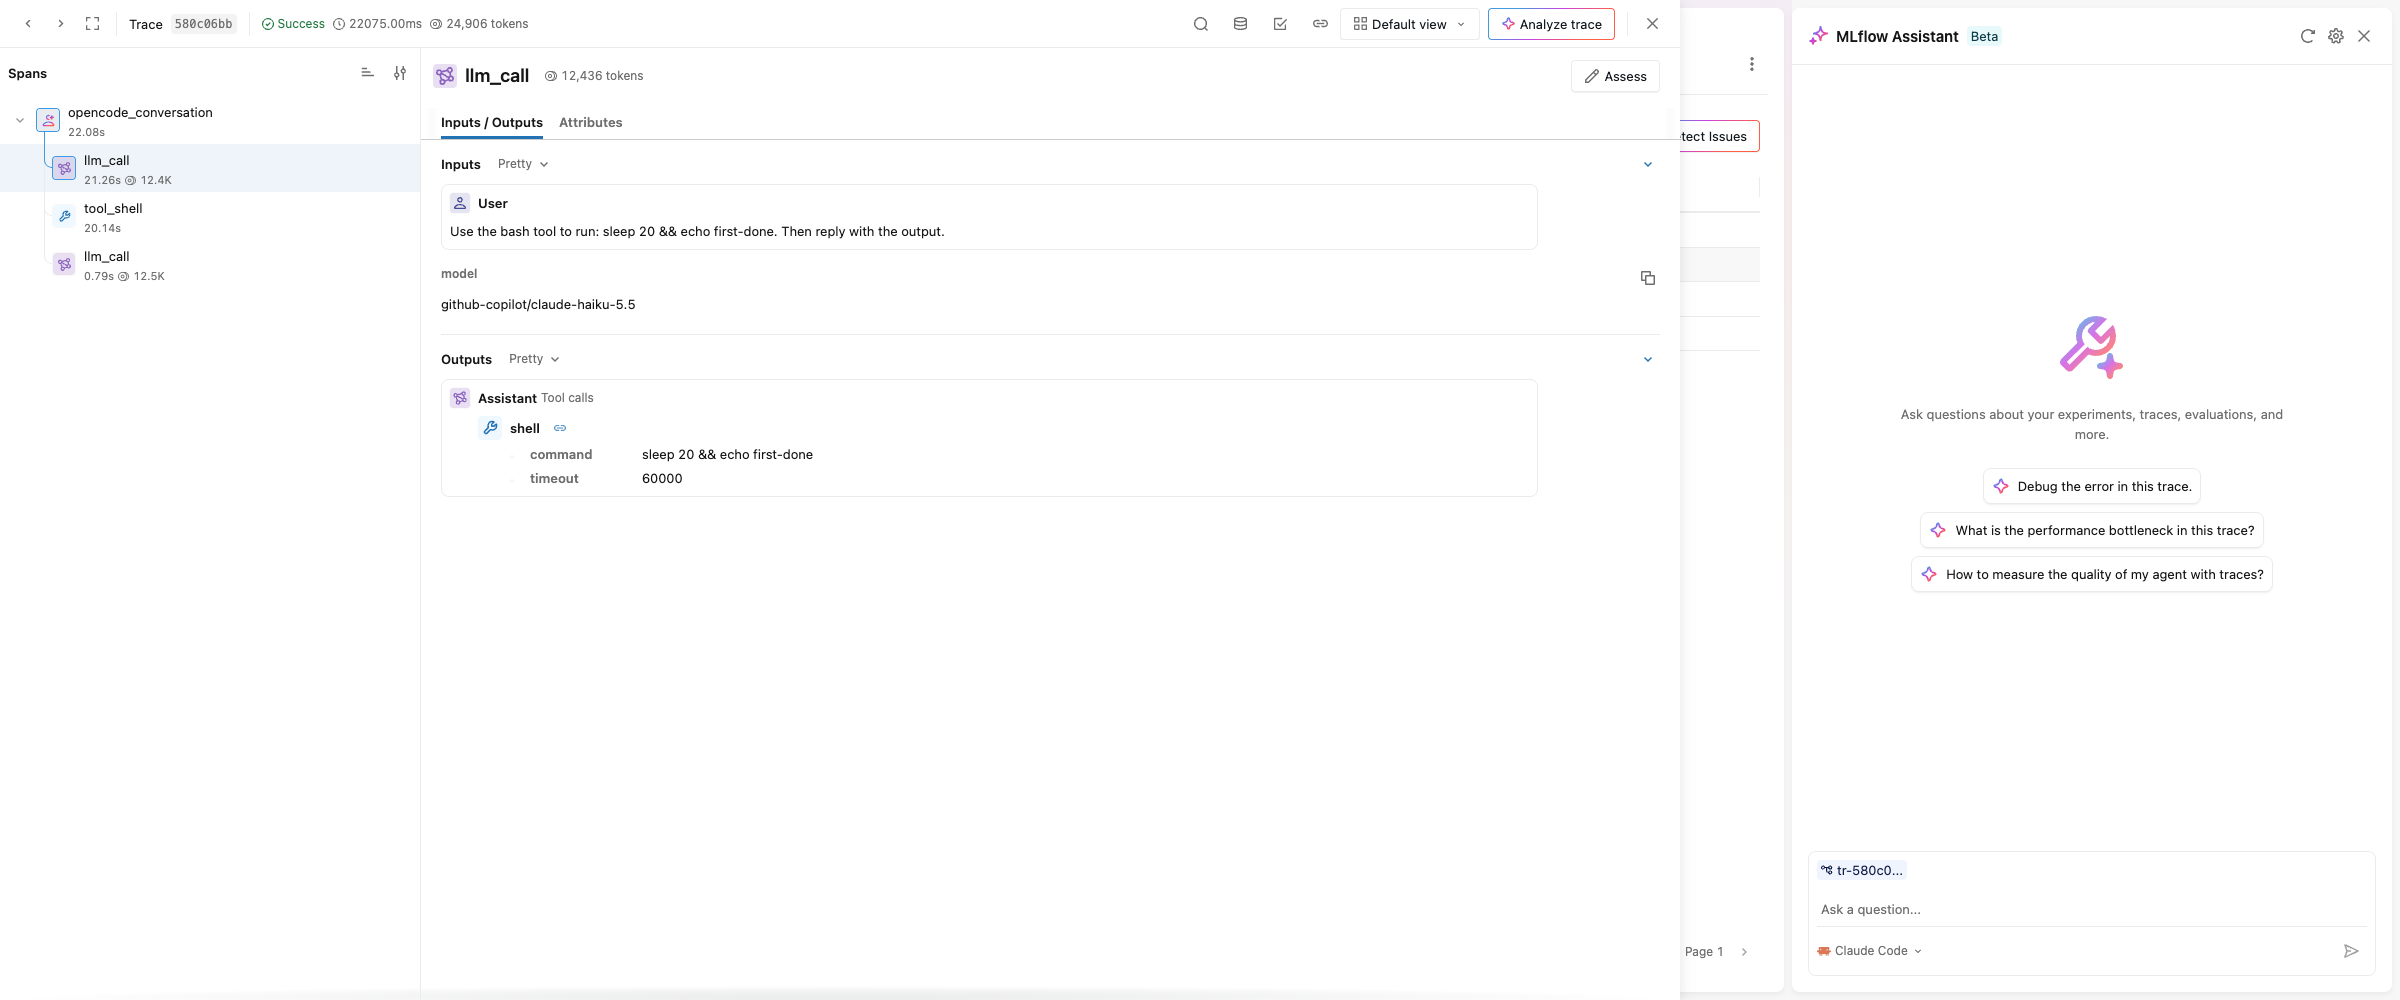 Trace 580c06bb Success 22075.00ms 24,906 tokens
Default view
Analyze trace
Spans
opencode_conversation
22.08s
llm_call
21.26s 12.4K
tool_shell
20.14s
llm_call
0.79s 12.5K
llm_call 12,436 tokens
Assess
Inputs / Outputs Attributes
Inputs Pretty
User
Use the bash tool to run: sleep 20 && echo first-done. Then reply with the output.
model
github-copilot/claude-haiku-5.5
Outputs Pretty
Assistant Tool calls
shell
command sleep 20 && echo first-done
timeout 60000
tect Issues
Page 1
MLflow Assistant Beta
Ask questions about your experiments, traces, evaluations, and
more.
Debug the error in this trace.
What is the performance bottleneck in this trace?
How to measure the quality of my agent with traces?
tr-580c0...
Ask a question...
Claude Code